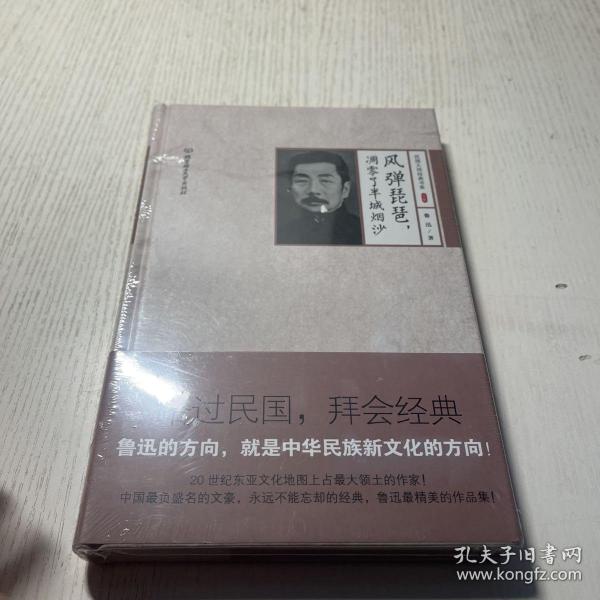 风弹琵琶，
凋零了半城烟沙
鲁迅／著
过民国，拜会经典
鲁迅的方向，就是中华民族新文化的方向！
20世纪东亚文化地图上占最大领土的作家！
中国最负盛名的文豪，永远不能忘却的经典，鲁迅最精美的作品集！
孔夫子旧书网
www.kongfz.com